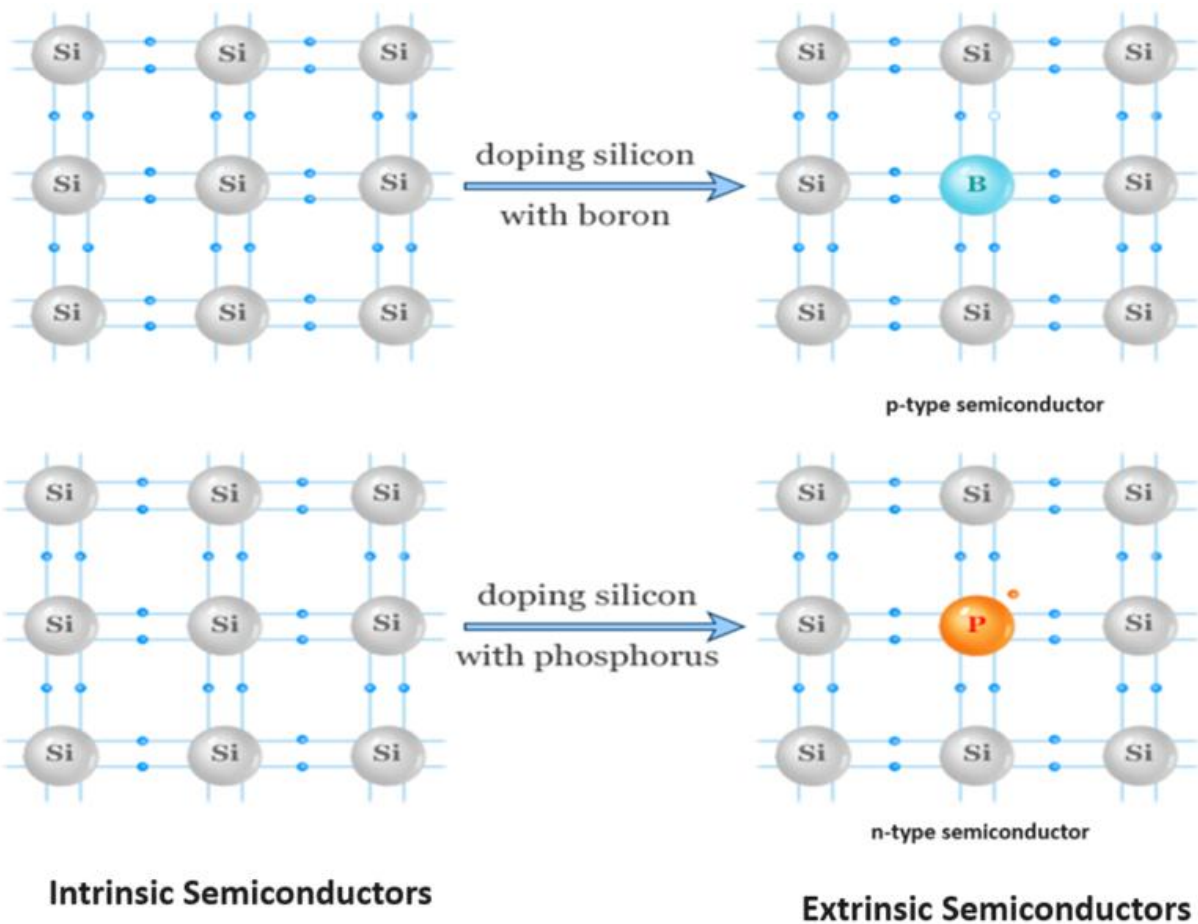 Si Si Si Si Si Si
doping silicon
with boron
Si Si Si Si B Si
Si Si Si Si Si Si
p-type semiconductor
Si Si Si Si Si Si
doping silicon
with phosphorus
Si Si Si Si P Si
Si Si Si Si Si Si
n-type semiconductor
Intrinsic Semiconductors
Extrinsic Semiconductors